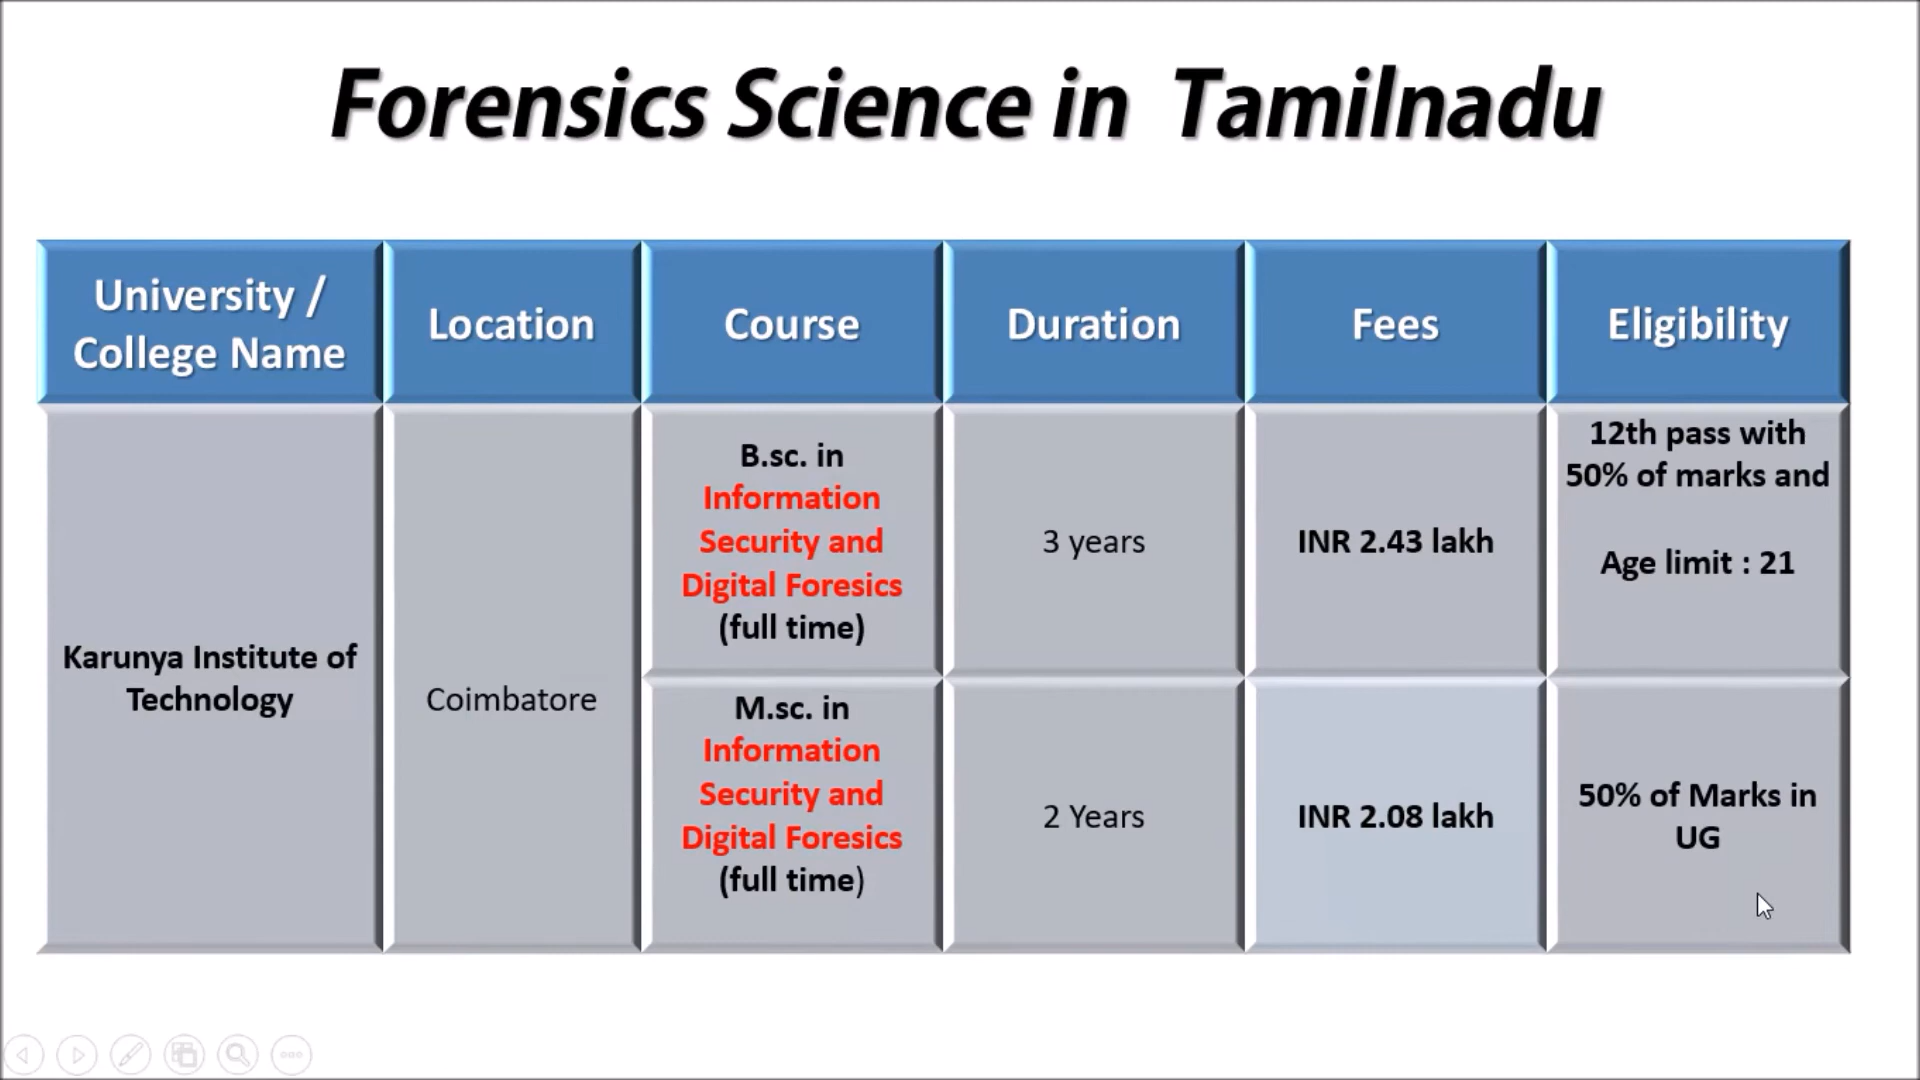 Forensics Science in Tamilnadu
University /
College Name
Location
Course
Duration
Fees
Eligibility
Karunya Institute of
Technology
Coimbatore
B.sc. in
Information
Security and
Digital Foresics
(full time)
3 years
INR 2.43 lakh
12th pass with
50% of marks and
Age limit : 21
M.sc. in
Information
Security and
Digital Foresics
(full time)
2 Years
INR 2.08 lakh
50% of Marks in
UG